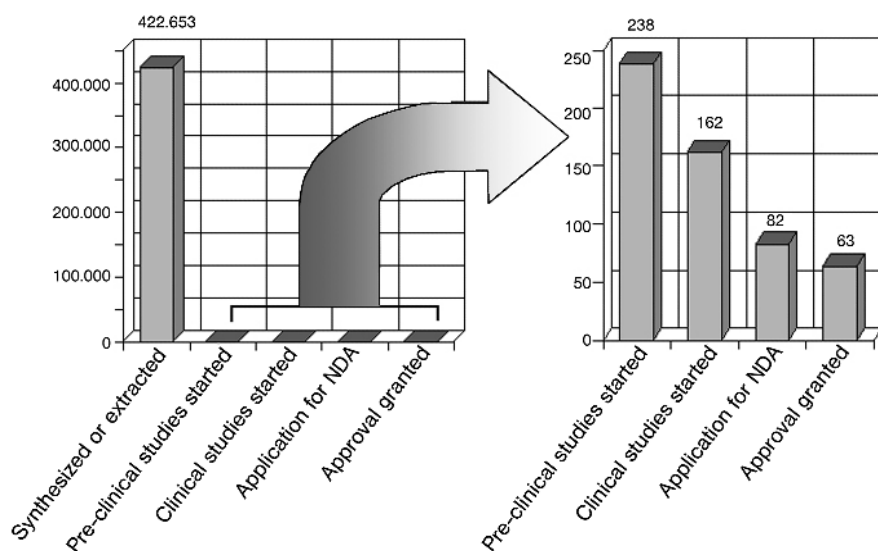 422.653
400.000
300.000
200.000
100.000
0
Synthesized or extracted
Pre-clinical studies started
Clinical studies started
Application for NDA
Approval granted
238
162
82
63
250
200
150
100
50
0
Pre-clinical studies started
Clinical studies started
Application for NDA
Approval granted